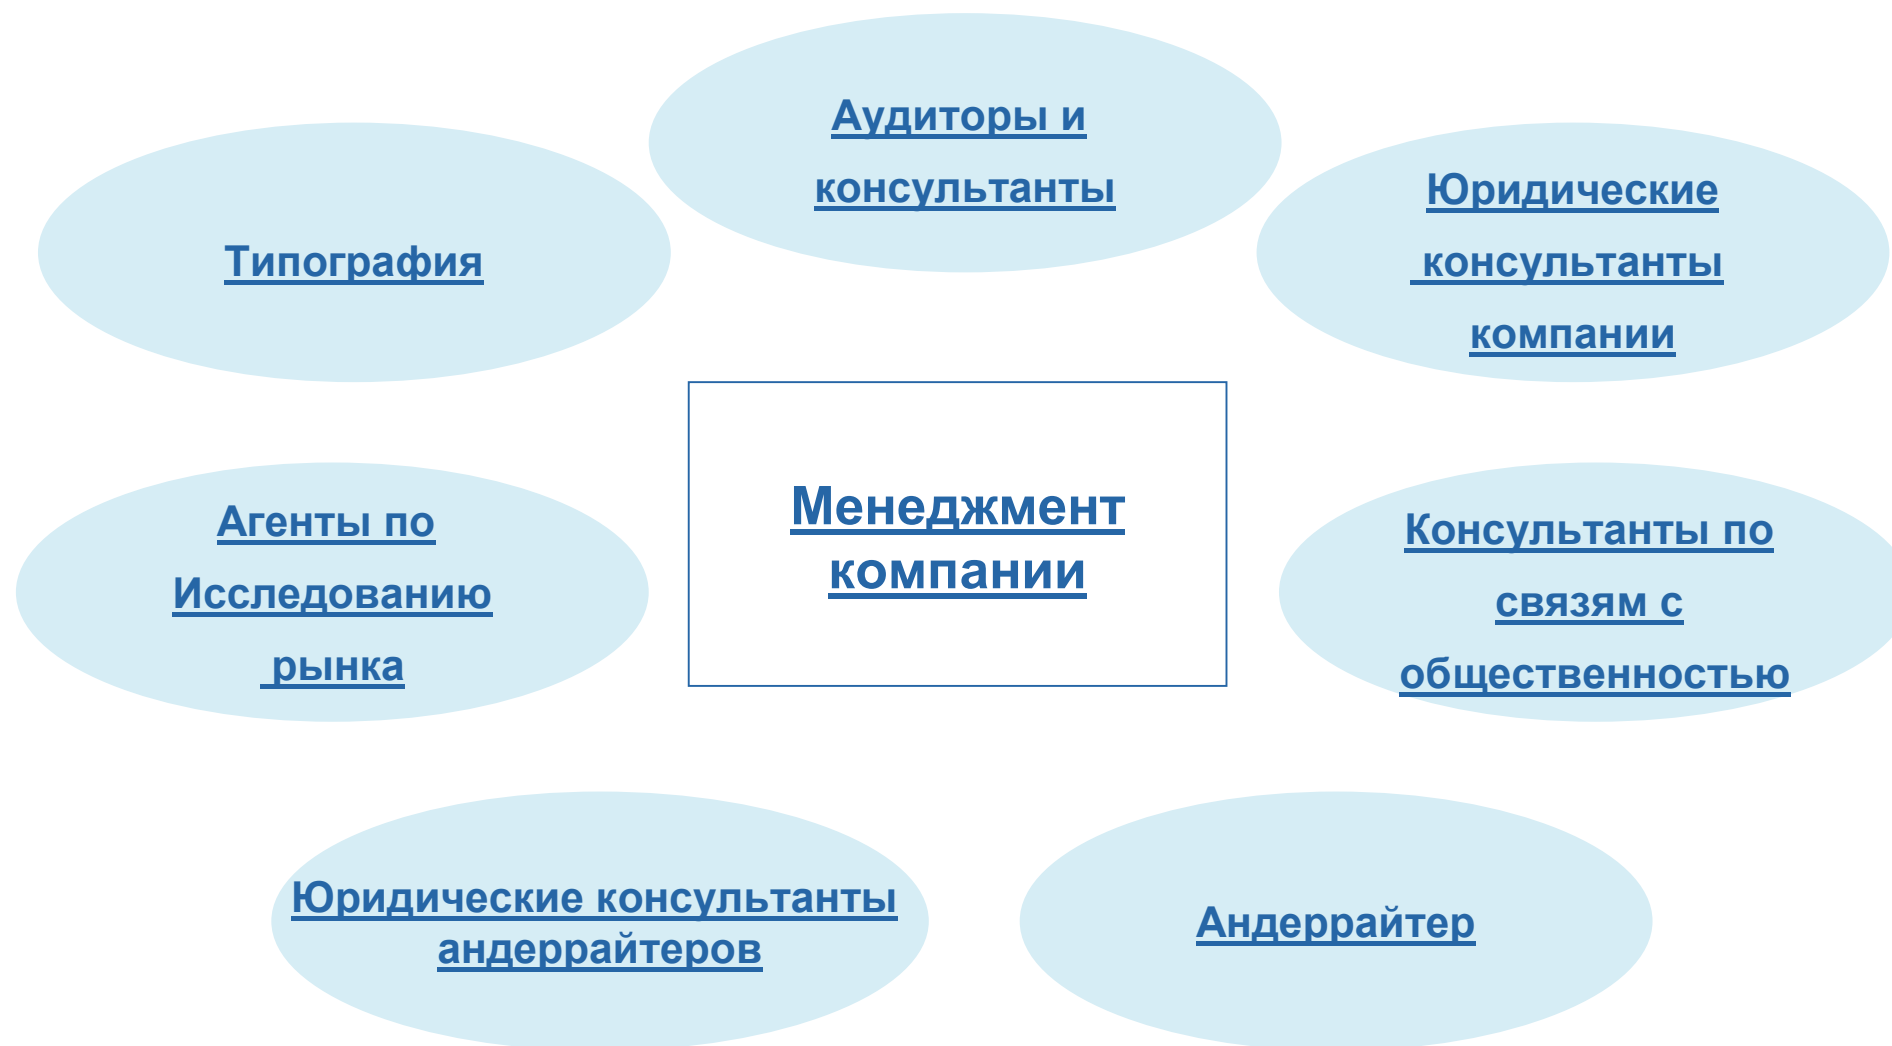 Аудиторы и
консультанты
Типография
Юридические
консультанты
компании
Менеджмент
компании
Агенты по
Исследованию
рынка
Консультанты по
связям с
общественностью
Юридические консультанты
андеррайтеров
Андеррайтер